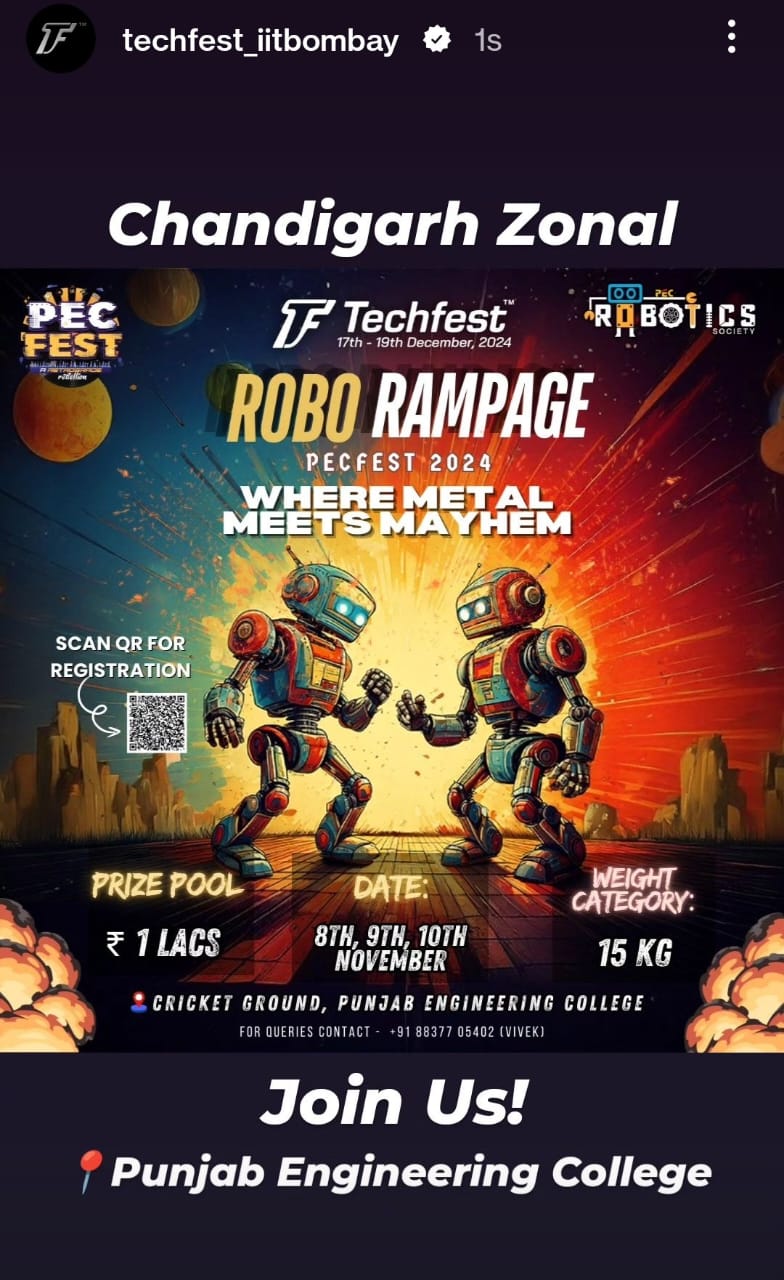 techfest_iitbombay 1s
Chandigarh Zonal
PEC
FEST
Techfest™
17th - 19th December, 2024
PEC
ROBOTICS
SOCIETY
ROBO RAMPAGE
PECFEST 2024
WHERE METAL
MEETS MAYHEM
SCAN QR FOR
REGISTRATION
PRIZE POOL
₹ 1 LACS
DATE:
8TH, 9TH, 10TH
NOVEMBER
WEIGHT
CATEGORY:
15 KG
CRICKET GROUND, PUNJAB ENGINEERING COLLEGE
FOR QUERIES CONTACT - +91 88377 05402 (VIVEK)
Join Us!
📍Punjab Engineering College